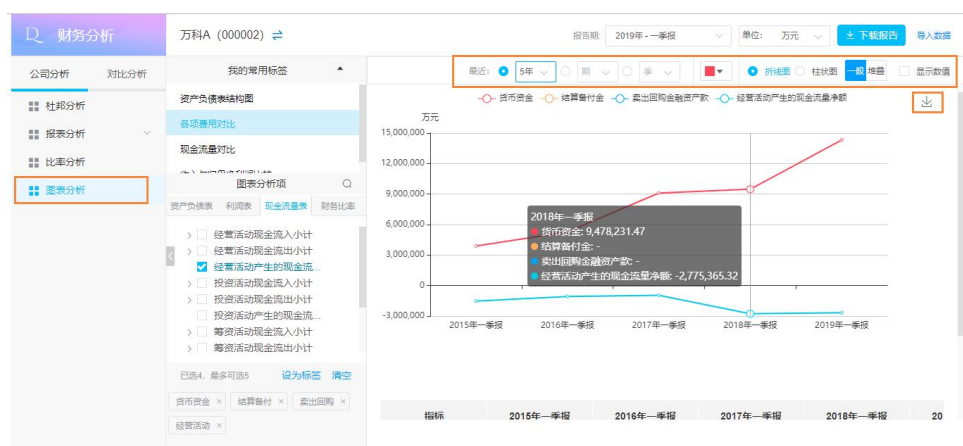 财务分析
万科A（000002）
报告期 2019年 - 一季报
单位： 万元
下载报告
导入数据
公司分析 对比分析
我的常用标签
最近： 5年 期 季
折线图 柱状图 一般 堆叠 显示数值
杜邦分析
报表分析
比率分析
图表分析
资产负债表结构图
各项费用对比
现金流量对比
图表分析项
资产负债表 利润表 现金流量表 财务比率
经营活动现金流入小计
经营活动现金流出小计
经营活动产生的现金流...
投资活动现金流入小计
投资活动现金流出小计
投资活动产生的现金流...
筹资活动现金流入小计
筹资活动现金流出小计
已选4，最多可选5 设为标签 清空
货币资金 × 结算备付 × 卖出回购 ×
经营活动 ×
货币资金 结算备付金 卖出回购金融资产款 经营活动产生的现金流量净额
万元
15,000,000
12,000,000
9,000,000
6,000,000
3,000,000
0
-3,000,000
2018年一季报
货币资金: 9,478,231.47
结算备付金: -
卖出回购金融资产款: -
经营活动产生的现金流量净额: -2,775,365.32
2015年一季报 2016年一季报 2017年一季报 2018年一季报 2019年一季报
指标 2015年一季报 2016年一季报 2017年一季报 2018年一季报 20